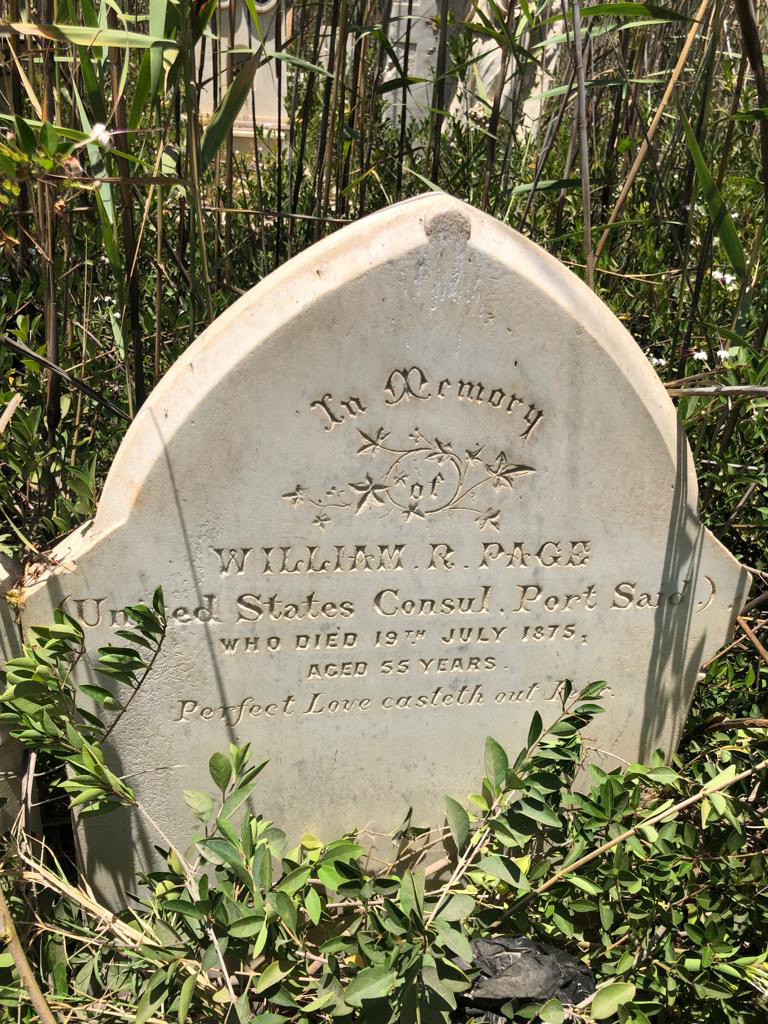 In Memory
of
WILLIAM . R . PAGE
(United States Consul . Port Said.)
WHO DIED 19TH JULY 1875,
AGED 55 YEARS.
Perfect Love casteth out